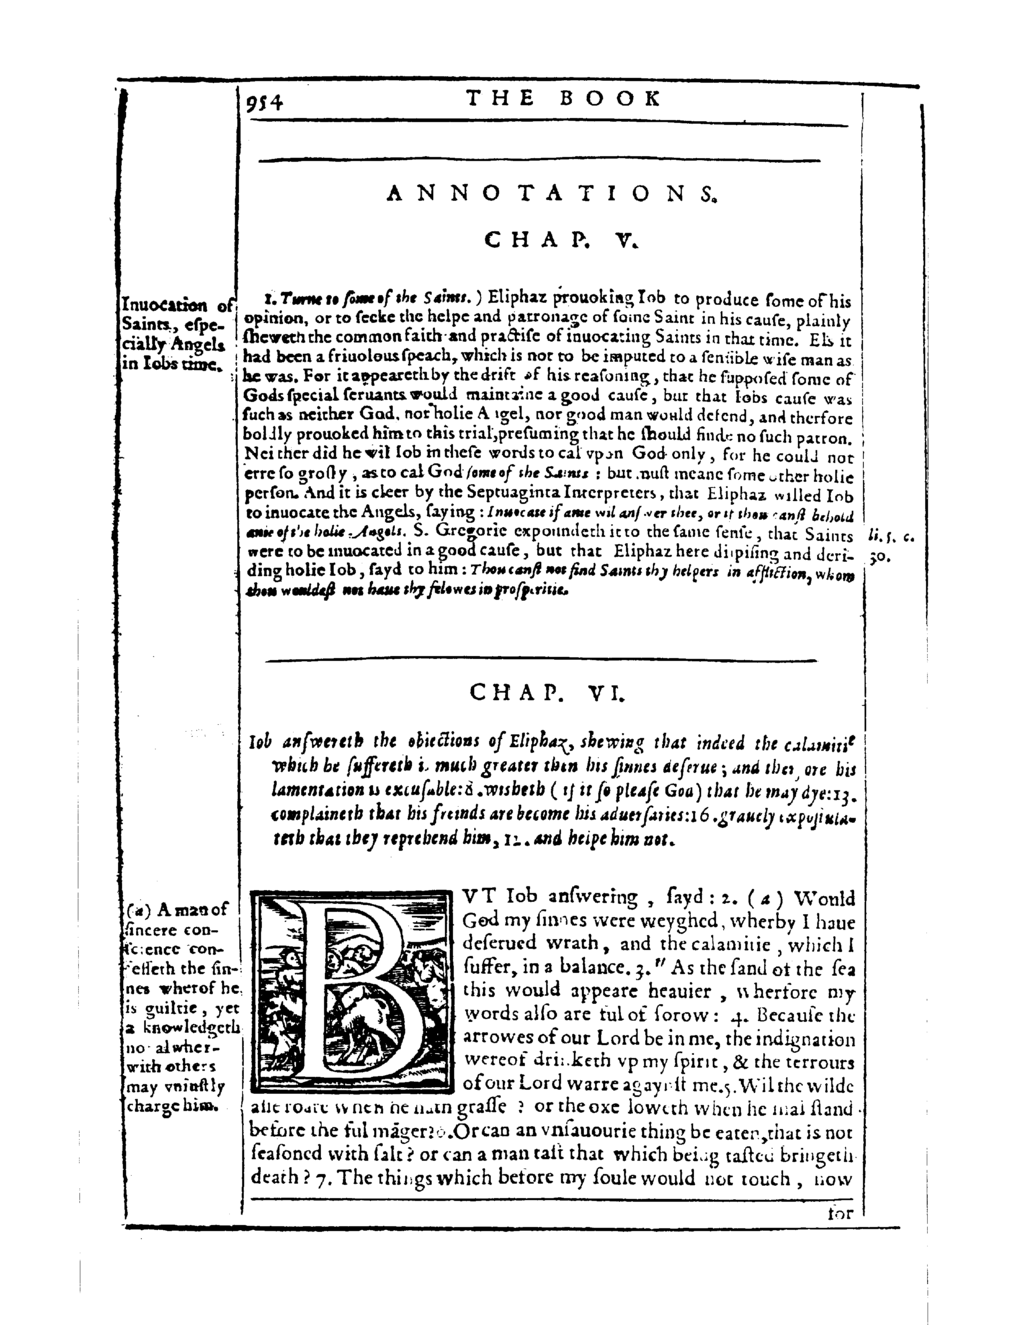 954
THE BOOK
ANNOTATIONS.
CHAP. V.
Inuocation of
Saints, eſpe-
cially Angels
in Iobs time.
1. Turne to ſome of the Saints. ) Eliphaz prouoking Iob to produce ſome of his
opinion, or to ſecke the helpe and patronage of ſome Saint in his cauſe, plainly
ſheweth the common faith and practiſe of inuocating Saints in that time. Els it
had been a friuolous ſpeach, which is not to be imputed to a ſenſible wiſe man as
he was. For it appeareth by the drift of his reaſoning, that he ſuppoſed ſome of
Gods ſpecial ſeruants would maintaine a good cauſe, but that Iobs cauſe was
ſuch as neither God, nor holie Angel, nor good man would defend, and therfore
boldly prouoked him to this trial, preſuming that he ſhould finde no ſuch patron.
Neither did he wil Iob in theſe words to cal vpon God only, for he could not
erre ſo groſly, as to cal God ſome of the Saints : but muſt meane ſome other holie
perſon. And it is cleer by the Septuaginta Interpreters, that Eliphaz willed Iob
to inuocate the Angels, ſaying : Inuocate if anie wil anſwer thee, or if thou canſt behold
anie of the holie Angels. S. Gregorie expoundeth it to the ſame ſenſe, that Saints
were to be inuocated in a good cauſe, but that Eliphaz here diſpiſing and deri-
ding holie Iob, ſayd to him : Thou canſt not find Saints thy helpers in affliction, whom
thou wouldeſt not haue thy felowes in proſperitie.
li. 5. c.
30.
CHAP. VI.
Iob anſwereth the obiections of Eliphaz, shewing that indeed the calamitie
which he ſuffereth is much greater then his ſinnes deſerue ; and therfore his
lamentation is excuſable: 8. wisheth ( if it ſo pleaſe God ) that he may dye: 13.
complaineth that his freinds are become his aduerſaries: 16. grauely expoſtula-
teth that they reprehend him, 12. and helpe him not.
(a) A man of
ſincere con-
ſcience con-
feſſeth the ſin-
nes wherof he
is guiltie, yet
a knowledgeth
no al wher-
with others
may vniuſtly
charge him.
BVT Iob anſwering , ſayd : 2. ( a ) Would
God my ſinnes were weyghed, wherby I haue
deſerued wrath, and the calamitie , which I
ſuffer, in a balance. 3. " As the ſand of the ſea
this would appeare heauier , wherfore my
words alſo are ful of ſorow : 4. Becauſe the
arrowes of our Lord be in me, the indignation
wereof drinketh vp my ſpirit , & the terrours
of our Lord warre agaynſt me. 5. Wil the wilde
aſſe roare when he hath graſſe ? or the oxe loweth when he shal ſtand
before the ful māger? 6. Or can an vnſauourie thing be eaten, that is not
ſeaſoned with ſalt ? or can a man taſt that which being taſted bringeth
death ? 7. The things which before my ſoule would not touch , now
for